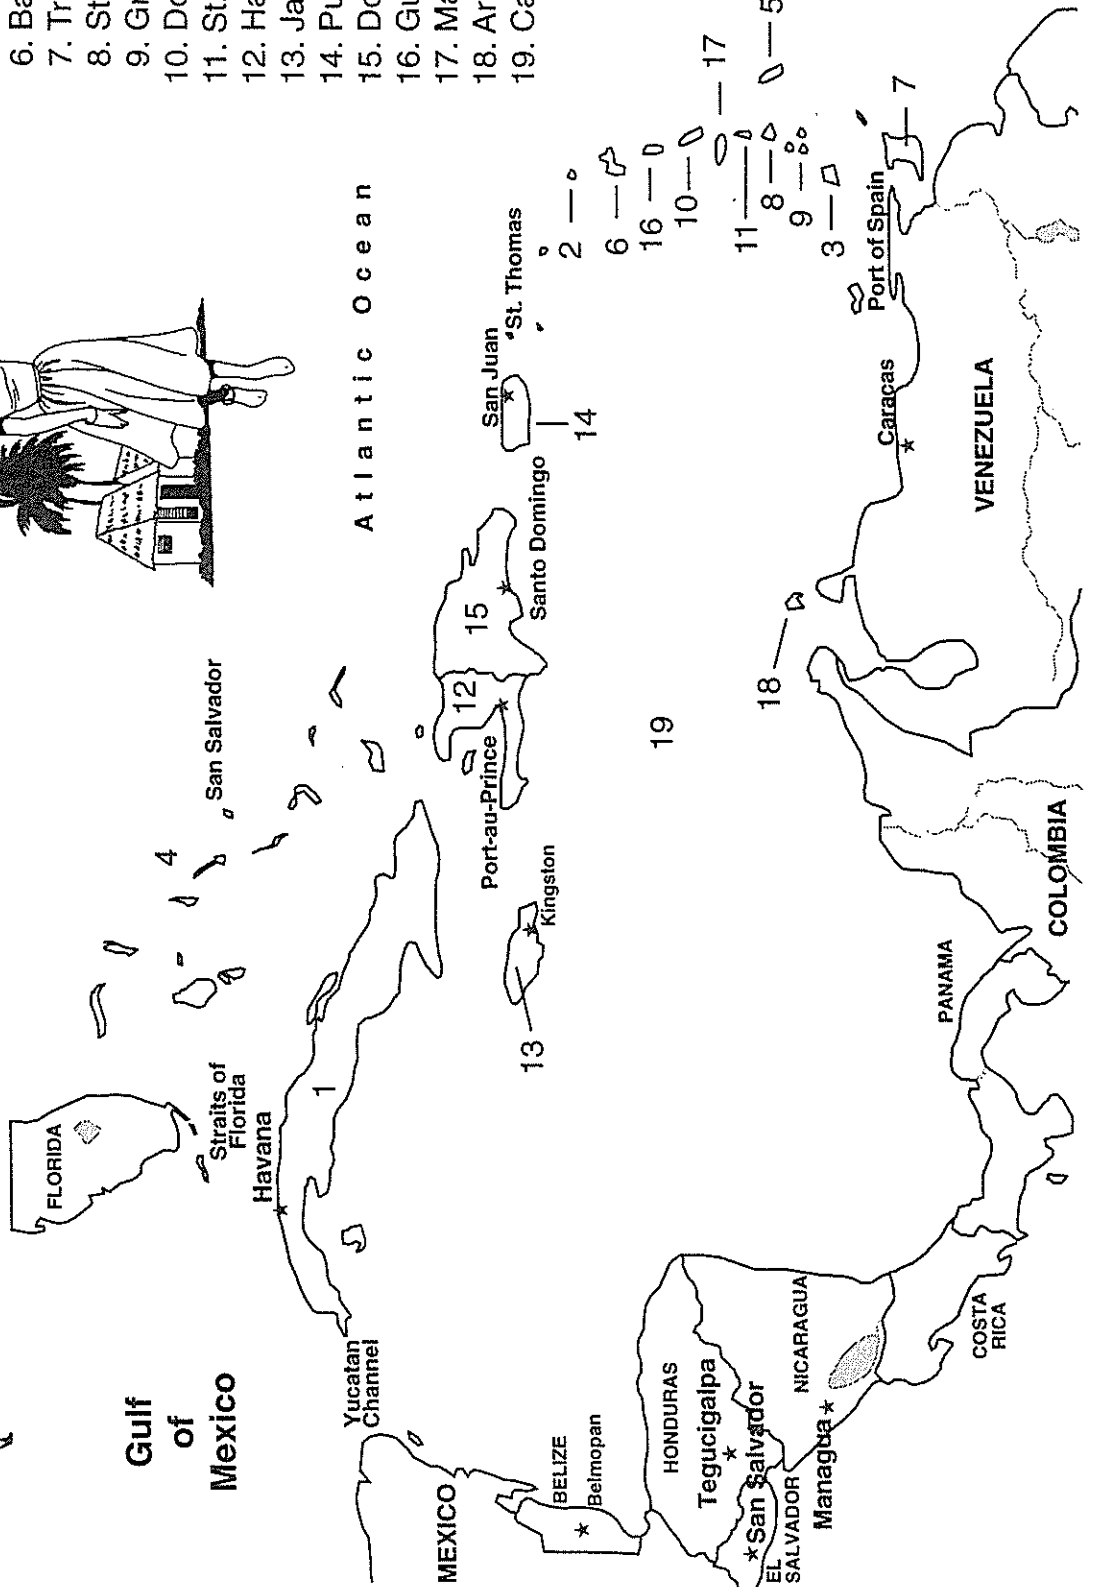 6. Ba
7. Tr
8. St
9. Gr
10. Do
11. St.
12. Ha
13. Ja
14. Pu
15. Do
16. Gu
17. Ma
18. Ar
19. Ca
Gulf
of
Mexico
FLORIDA
Straits of
Florida
Havana
4
San Salvador
Atlantic Ocean
Yucatan
Channel
1
MEXICO
BELIZE
Belmopan
13
Kingston
Port-au-Prince
12
15
Santo Domingo
San Juan
14
St. Thomas
2
6
16
10
17
11
8
5
9
3
7
19
18
HONDURAS
Tegucigalpa
San Salvador
EL
SALVADOR
NICARAGUA
Managua
COSTA
RICA
PANAMA
COLOMBIA
VENEZUELA
Caracas
Port of Spain